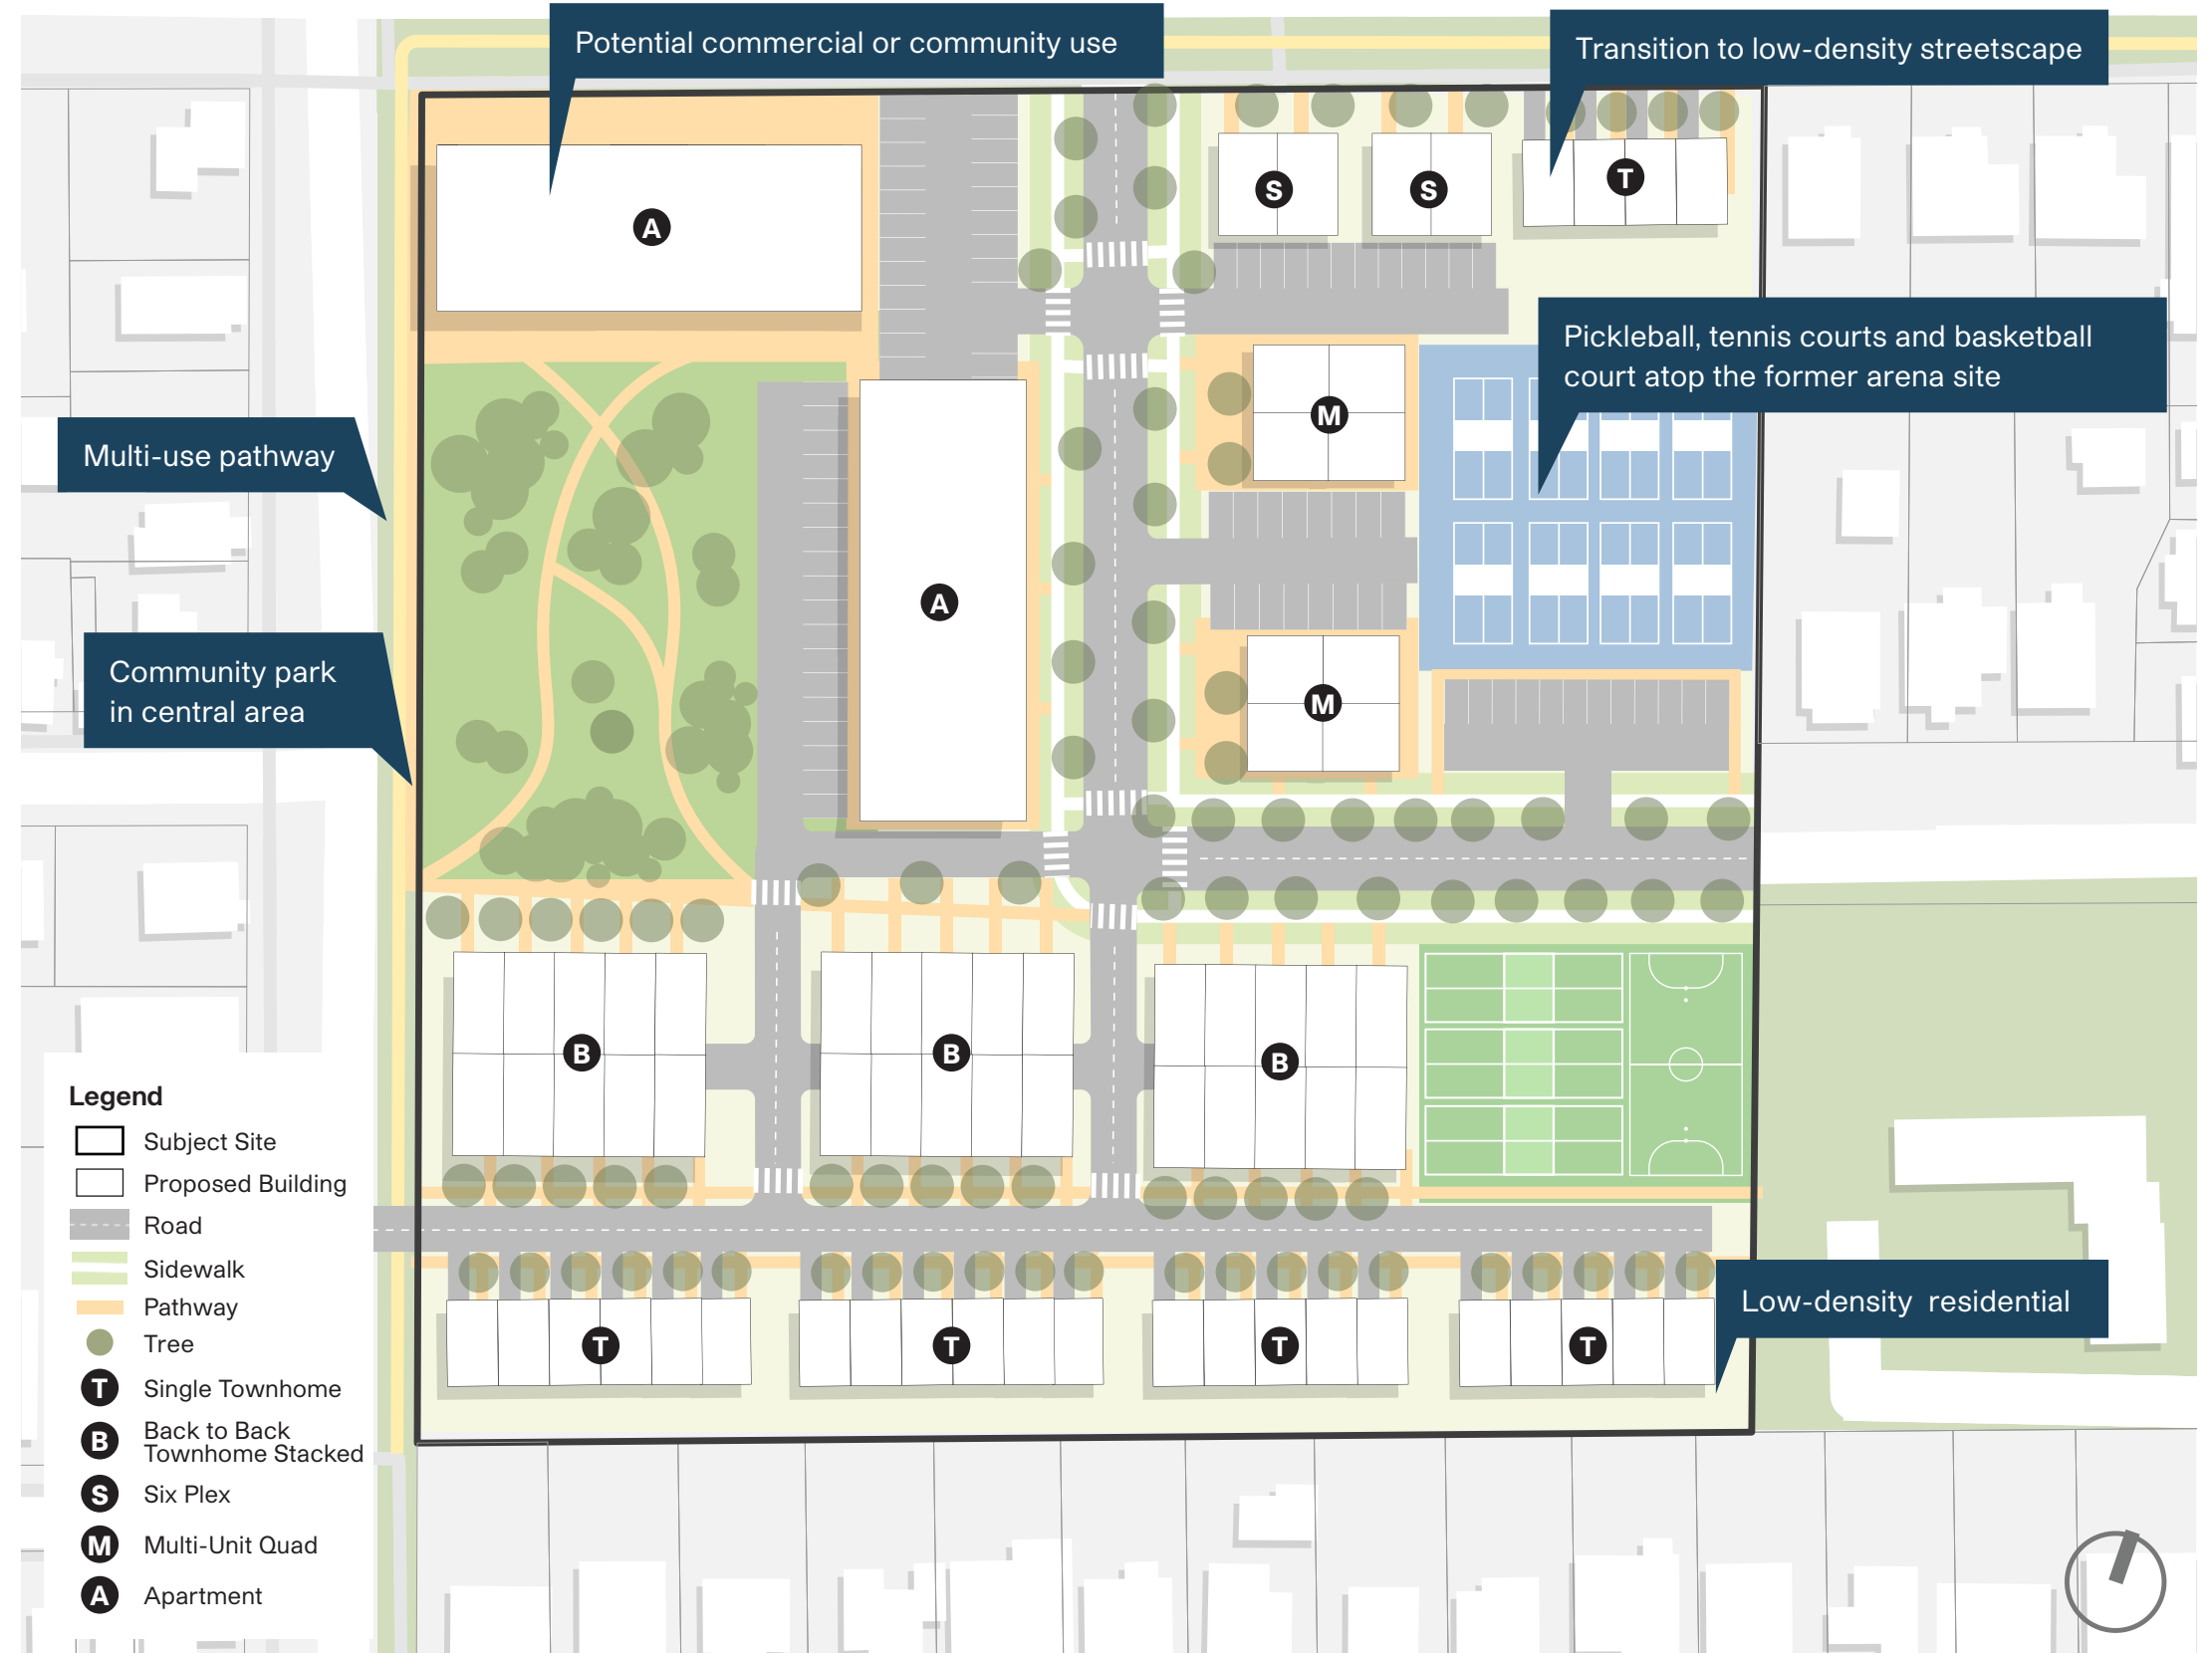 Potential commercial or community use
Transition to low-density streetscape
A
S
S
T
Pickleball, tennis courts and basketball
court atop the former arena site
M
Multi-use pathway
A
Community park
in central area
M
B
B
B
Legend
Subject Site
Proposed Building
Road
Sidewalk
Pathway
Tree
T Single Townhome
B Back to Back
Townhome Stacked
S Six Plex
M Multi-Unit Quad
A Apartment
Low-density residential
T
T
T
T